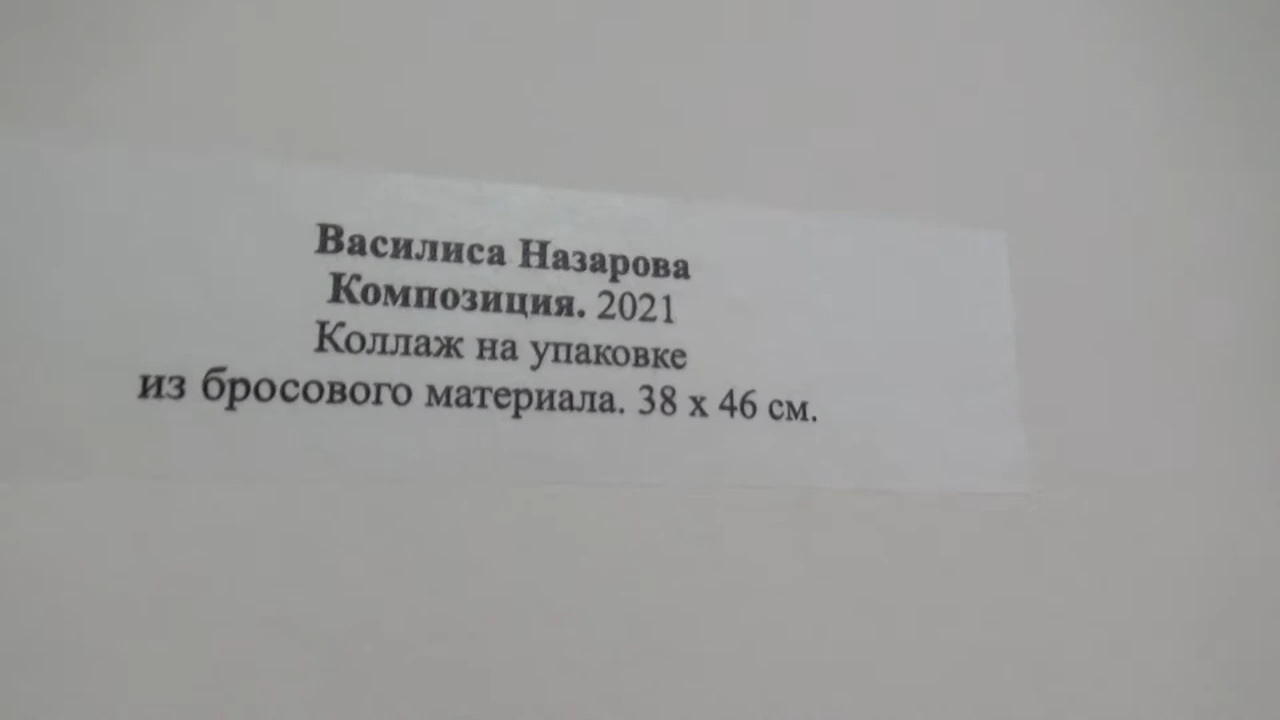 Василиса Назарова
Композиция. 2021
Коллаж на упаковке
из бросового материала. 38 х 46 см.